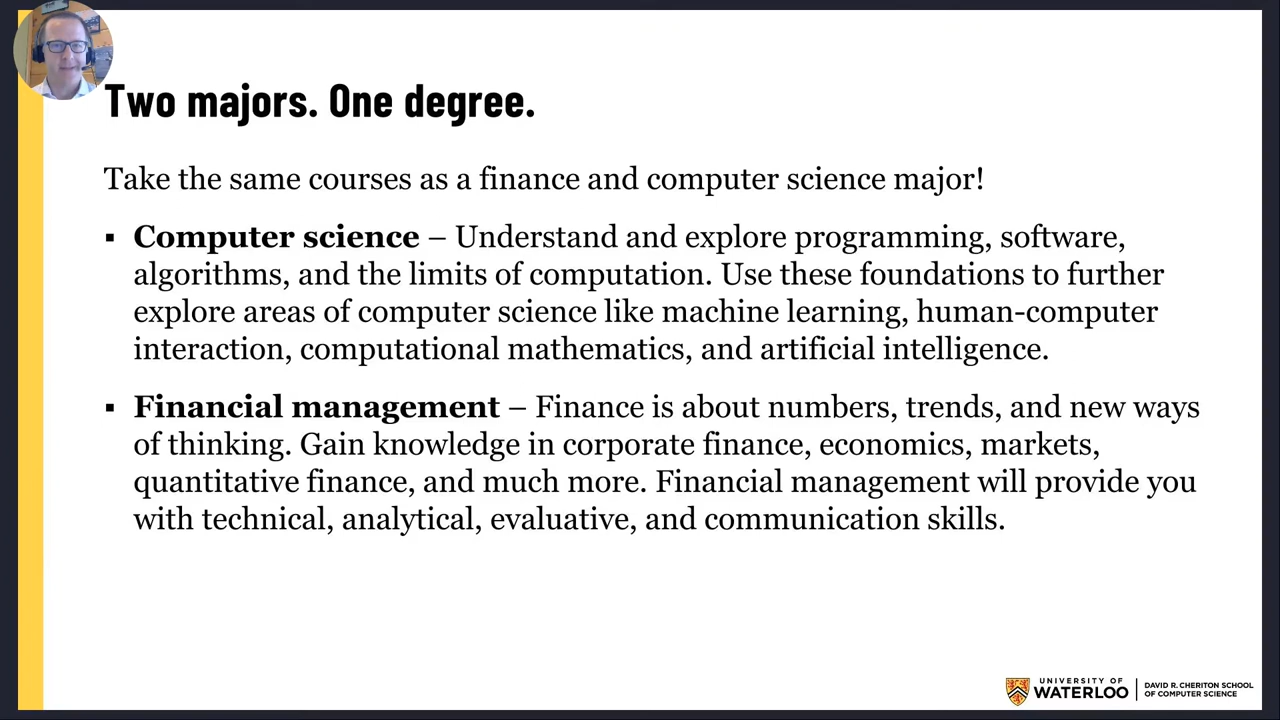 Two majors. One degree.
Take the same courses as a finance and computer science major!
▪ Computer science – Understand and explore programming, software,
algorithms, and the limits of computation. Use these foundations to further
explore areas of computer science like machine learning, human-computer
interaction, computational mathematics, and artificial intelligence.
▪ Financial management – Finance is about numbers, trends, and new ways
of thinking. Gain knowledge in corporate finance, economics, markets,
quantitative finance, and much more. Financial management will provide you
with technical, analytical, evaluative, and communication skills.
UNIVERSITY OF
WATERLOO
DAVID R. CHERITON SCHOOL
OF COMPUTER SCIENCE